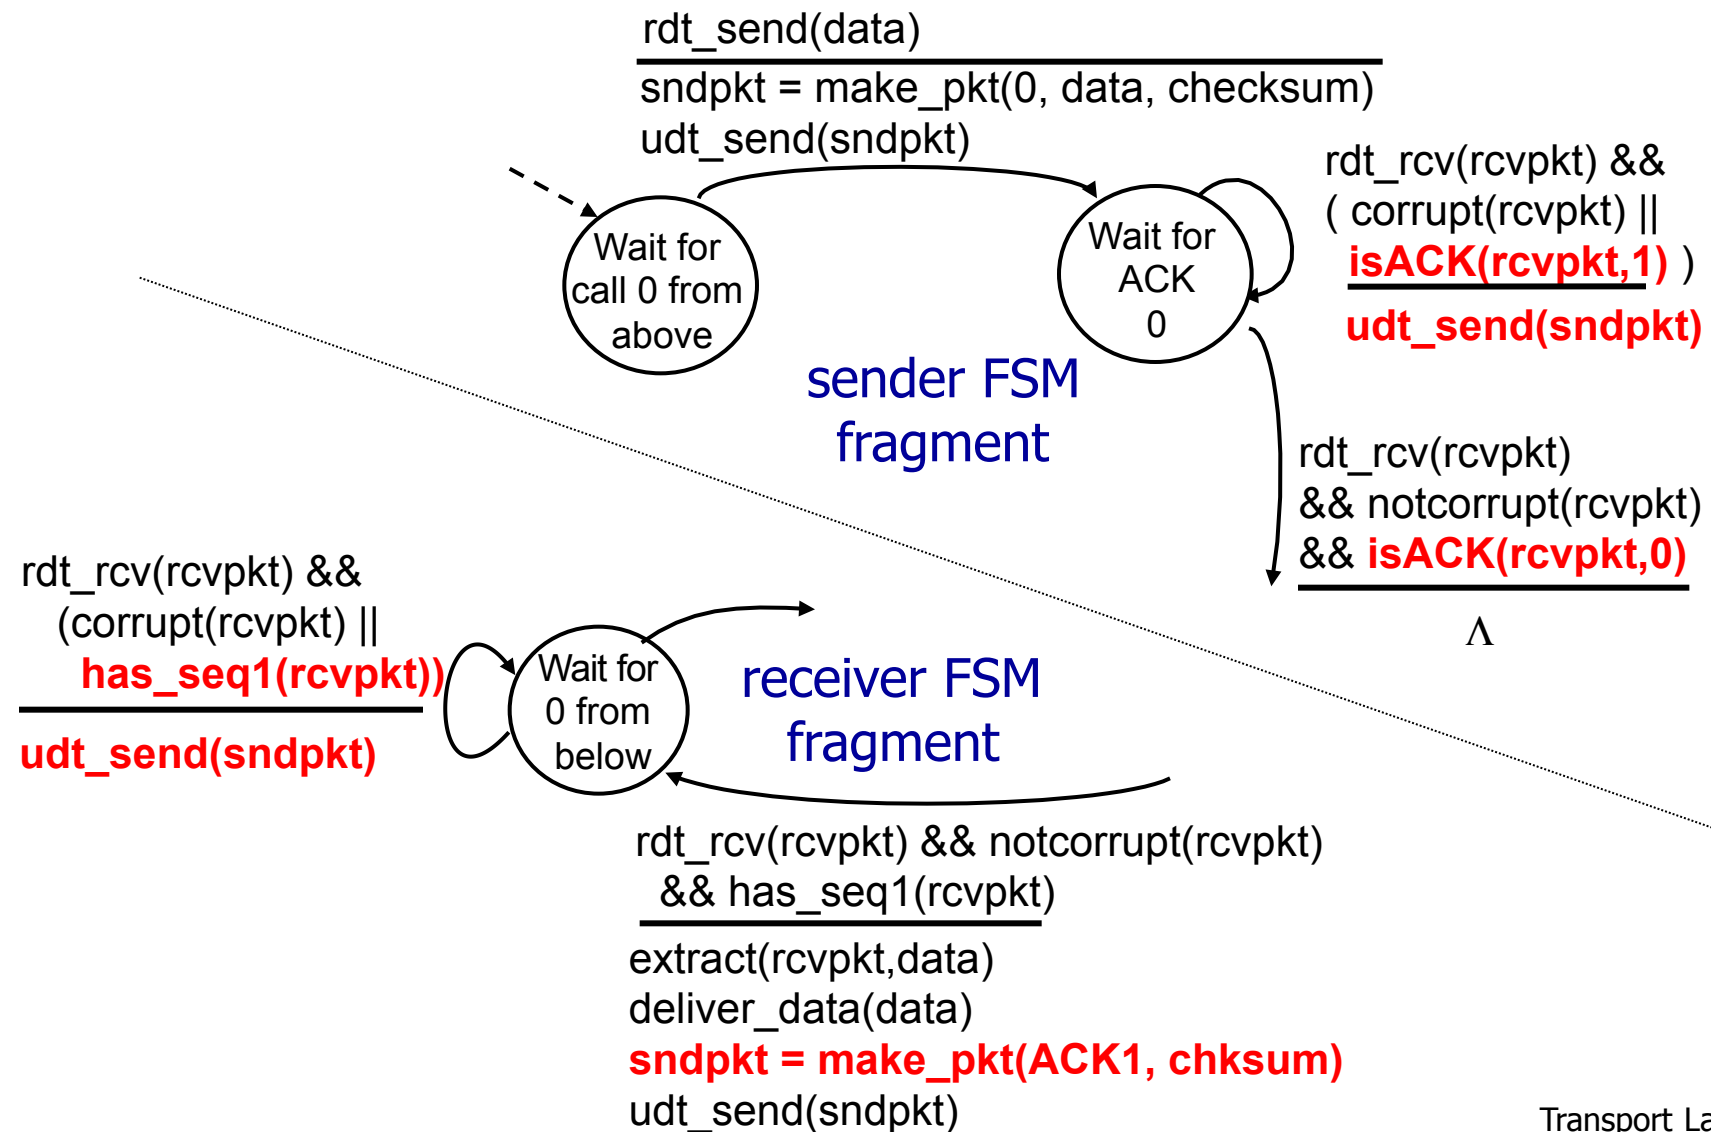 rdt_send(data)
sndpkt = make_pkt(0, data, checksum)
udt_send(sndpkt)
Wait for
call 0 from
above
Wait for
ACK
0
rdt_rcv(rcvpkt) &&
( corrupt(rcvpkt) ||
isACK(rcvpkt,1) )
udt_send(sndpkt)
sender FSM
fragment
rdt_rcv(rcvpkt)
&& notcorrupt(rcvpkt)
&& isACK(rcvpkt,0)
Λ
rdt_rcv(rcvpkt) &&
(corrupt(rcvpkt) ||
has_seq1(rcvpkt))
udt_send(sndpkt)
Wait for
0 from
below
receiver FSM
fragment
rdt_rcv(rcvpkt) && notcorrupt(rcvpkt)
&& has_seq1(rcvpkt)
extract(rcvpkt,data)
deliver_data(data)
sndpkt = make_pkt(ACK1, chksum)
udt_send(sndpkt)
Transport La